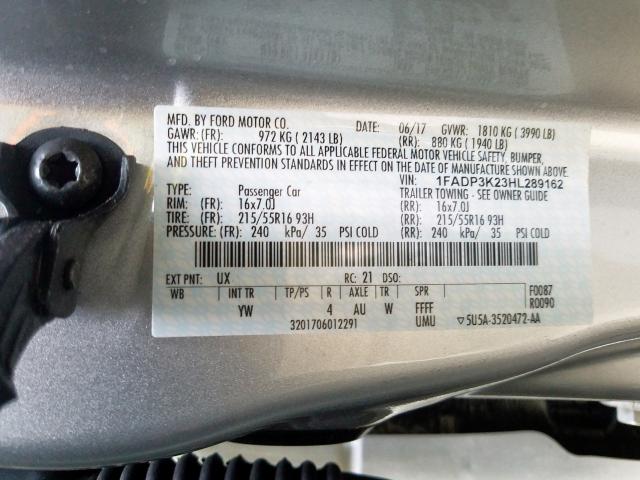 MFD. BY FORD MOTOR CO. DATE: 06/17 GVWR: 1810 KG ( 3990 LB)
GAWR: (FR): 972 KG ( 2143 LB) (RR): 880 KG ( 1940 LB)
THIS VEHICLE CONFORMS TO ALL APPLICABLE FEDERAL MOTOR VEHICLE SAFETY, BUMPER,
AND THEFT PREVENTION STANDARDS IN EFFECT ON THE DATE OF MANUFACTURE SHOWN ABOVE.
VIN: 1FADP3K23HL289162
TYPE: Passenger Car TRAILER TOWING - SEE OWNER GUIDE
RIM: (FR) 16x7.0J (RR): 16x7.0J
TIRE: (FR) 215/55R16 93H (RR): 215/55R16 93H
PRESSURE: (FR) 240 kPa/ 35 PSI COLD (RR): 240 kPa/ 35 PSI COLD
EXT PNT: UX RC: 21 DSO: F0087
WB INT TR TP/PS R AXLE TR SPR R0090
YW 4 AU W FFFF
3201706012291 UMU ▽5U5A-3520472-AA